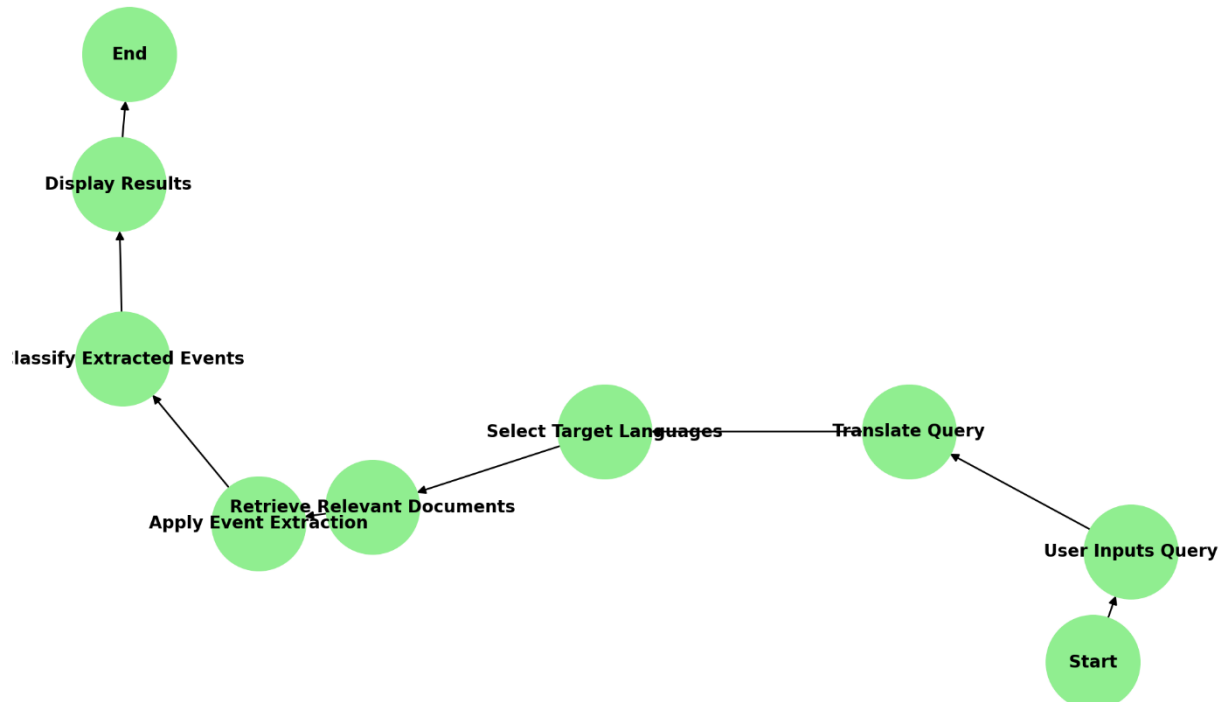 End
Display Results
lassify Extracted Events
Select Target Languages
Translate Query
Retrieve Relevant Documents
Apply Event Extraction
User Inputs Query
Start